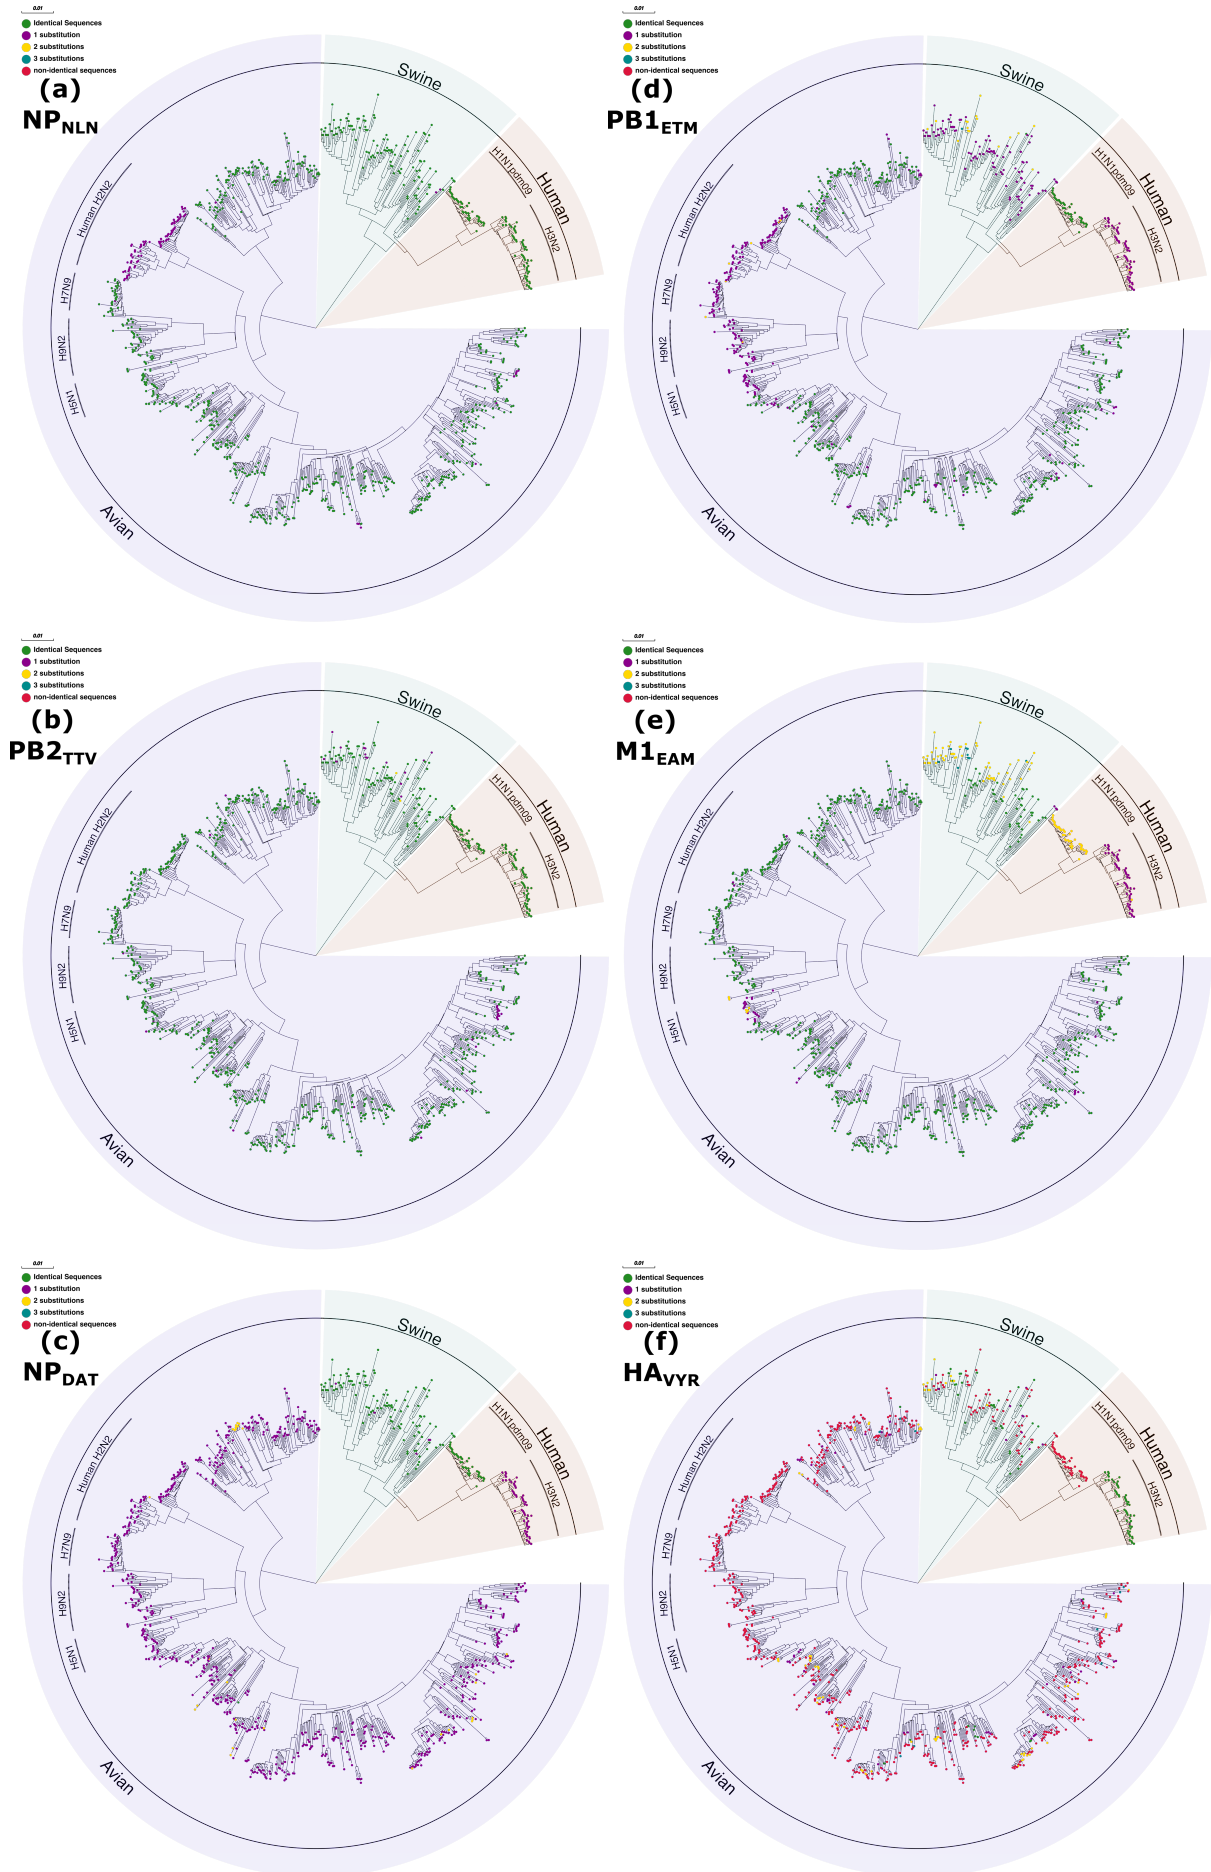 0.01
Identical Sequences
1 substitution
2 substitutions
3 substitutions
non-identical sequences
(a)
NPNLN
Swine
H1N1pdm09
Human
H3N2
Human H2N2
H7N9
H9N2
H5N1
Avian
0.01
Identical Sequences
1 substitution
2 substitutions
3 substitutions
non-identical sequences
(d)
PB1ETM
Swine
H1N1pdm09
Human
H3N2
Human H2N2
H7N9
H9N2
H5N1
Avian
0.01
Identical Sequences
1 substitution
2 substitutions
3 substitutions
non-identical sequences
(b)
PB2TTV
Swine
H1N1pdm09
Human
H3N2
Human H2N2
H7N9
H9N2
H5N1
Avian
0.01
Identical Sequences
1 substitution
2 substitutions
3 substitutions
non-identical sequences
(e)
M1EAM
Swine
H1N1pdm09
Human
H3N2
Human H2N2
H7N9
H9N2
H5N1
Avian
0.01
Identical Sequences
1 substitution
2 substitutions
3 substitutions
non-identical sequences
(c)
NPDAT
Swine
H1N1pdm09
Human
H3N2
Human H2N2
H7N9
H9N2
H5N1
Avian
0.01
Identical Sequences
1 substitution
2 substitutions
3 substitutions
non-identical sequences
(f)
HAVYR
Swine
H1N1pdm09
Human
H3N2
Human H2N2
H7N9
H9N2
H5N1
Avian